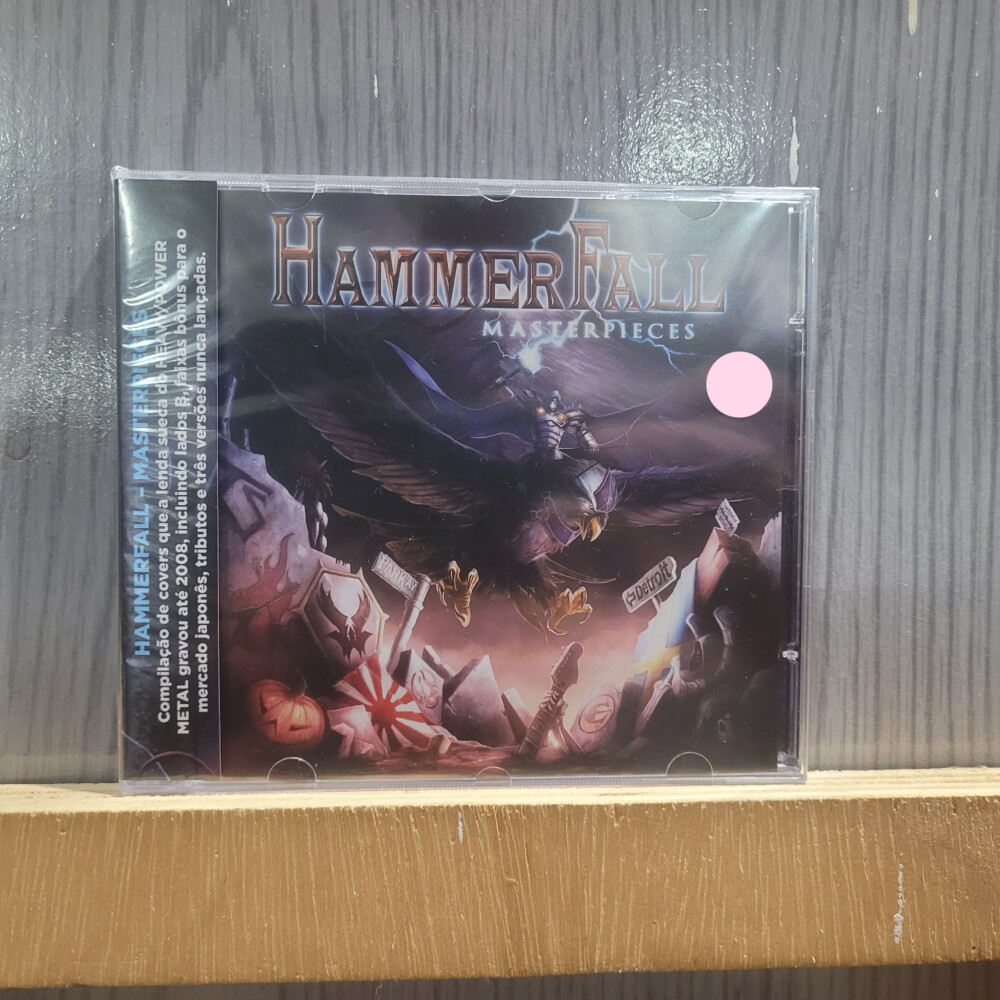 HAMMERFALL - MASTERPIECES
Compilação de covers que a lenda sueca do HEAVY/POWER
METAL gravou até 2008, incluindo lados B, faixas bônus para o
mercado japonês, tributos e três versões nunca lançadas.
HAMMERFALL
MASTERPIECES
Detroit